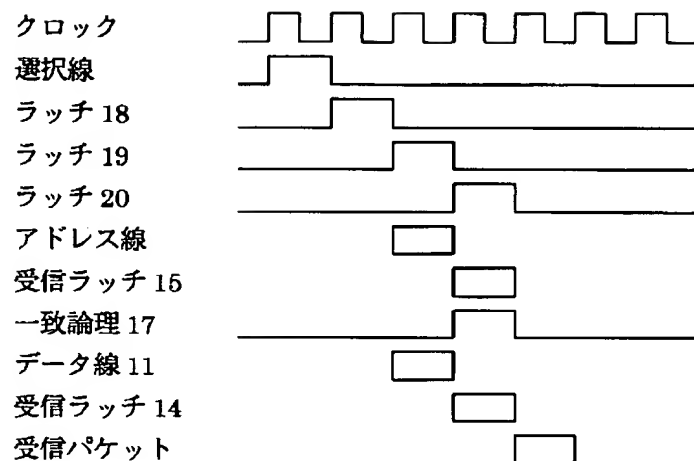 クロック
選択線
ラッチ 18
ラッチ 19
ラッチ 20
アドレス線
受信ラッチ 15
一致論理 17
データ線 11
受信ラッチ 14
受信パケット